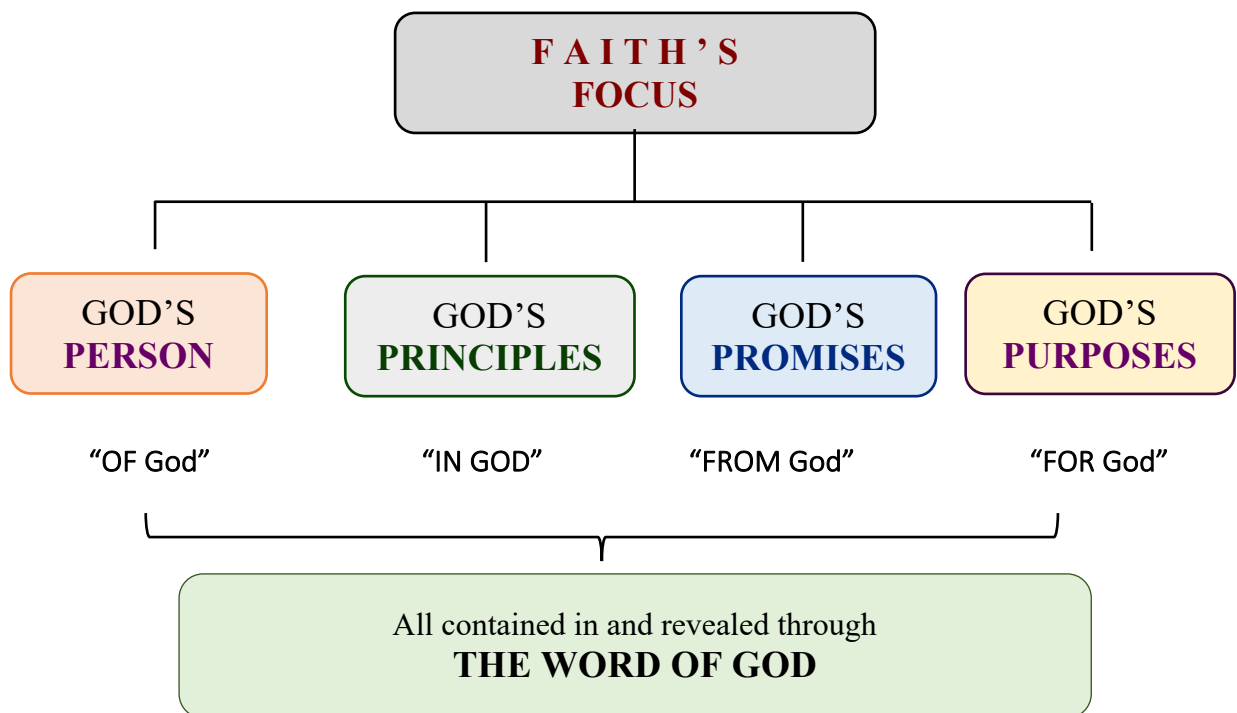 F A I T H ’ S
FOCUS
GOD’S
PERSON
GOD’S
PRINCIPLES
GOD’S
PROMISES
GOD’S
PURPOSES
“OF God”
“IN GOD”
“FROM God”
“FOR God”
All contained in and revealed through
THE WORD OF GOD